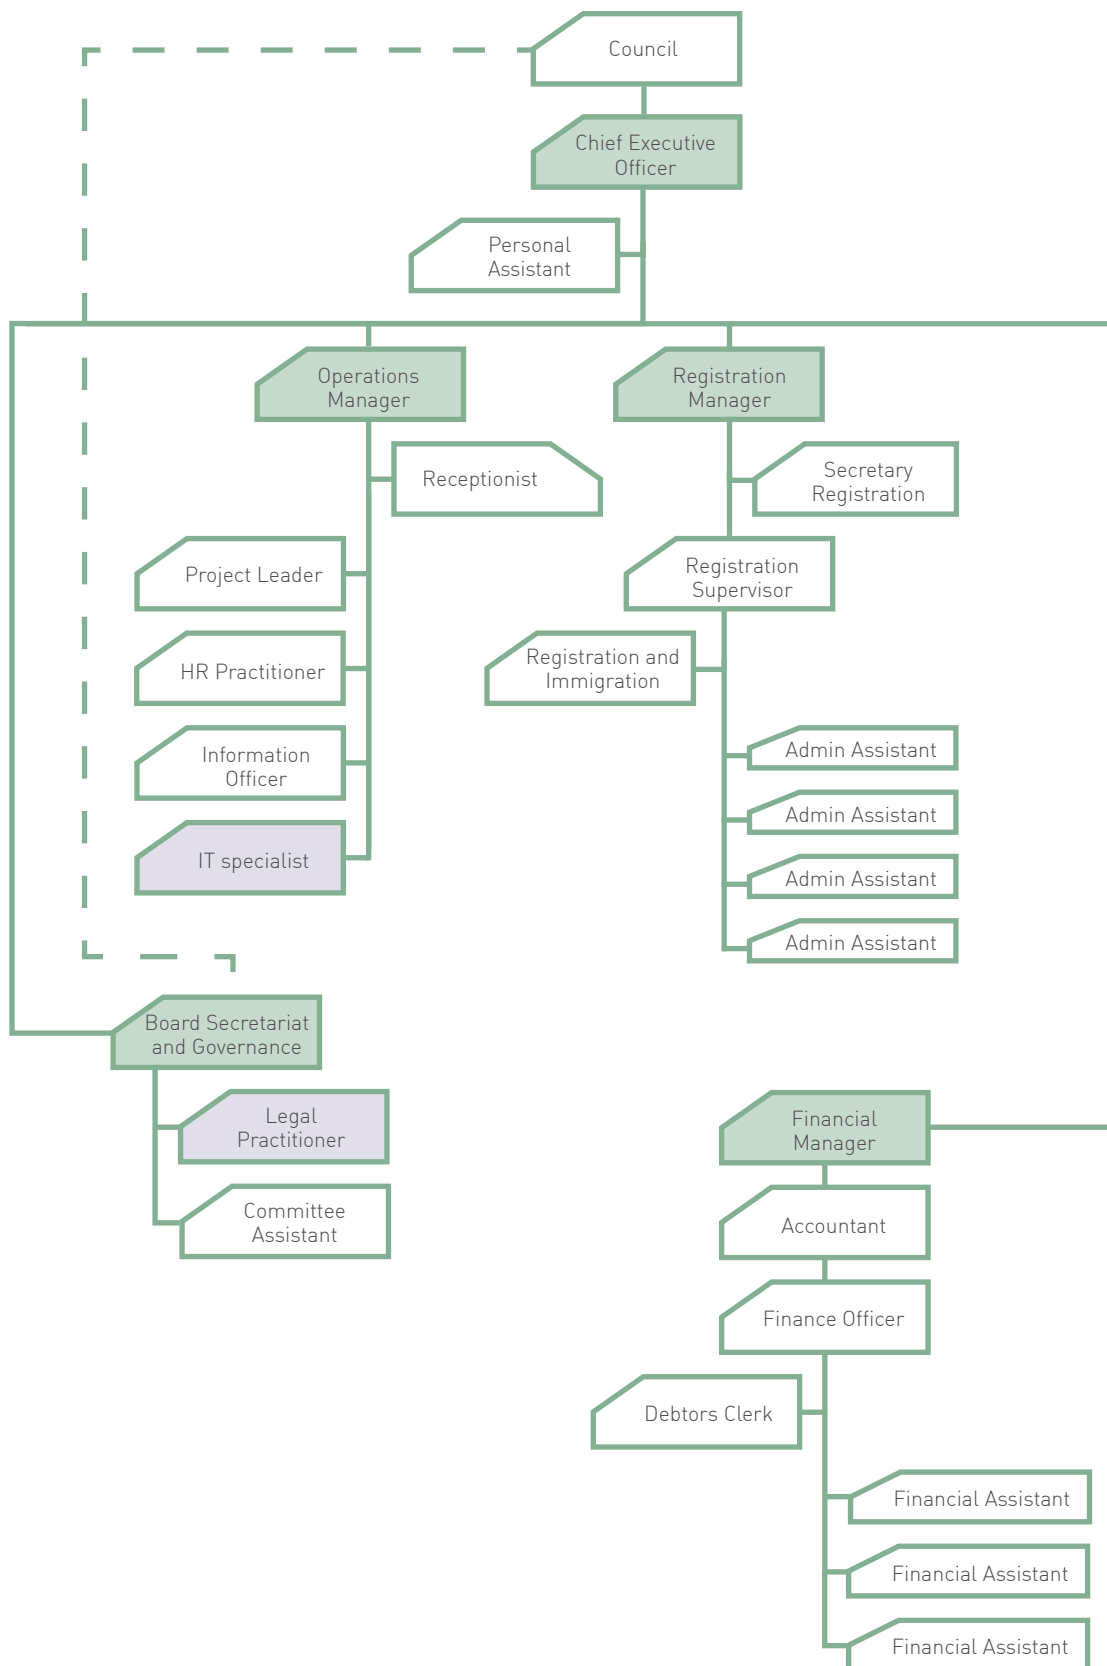 Council
Chief Executive
Officer
Personal
Assistant
Operations
Manager
Registration
Manager
Receptionist
Secretary
Registration
Project Leader
Registration
Supervisor
HR Practitioner
Registration and
Immigration
Information
Officer
Admin Assistant
Admin Assistant
IT specialist
Admin Assistant
Admin Assistant
Board Secretariat
and Governance
Legal
Practitioner
Financial
Manager
Committee
Assistant
Accountant
Finance Officer
Debtors Clerk
Financial Assistant
Financial Assistant
Financial Assistant